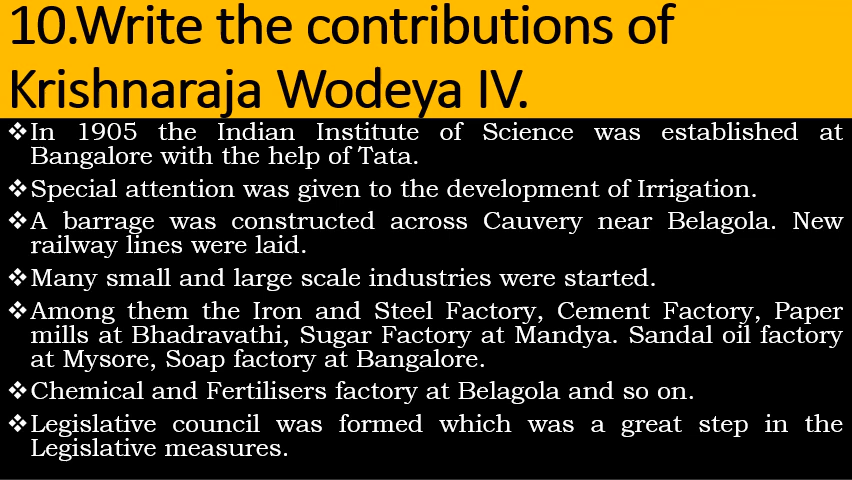 10.Write the contributions of
Krishnaraja Wodeya IV.
❖In 1905 the Indian Institute of Science was established at
Bangalore with the help of Tata.
❖Special attention was given to the development of Irrigation.
❖A barrage was constructed across Cauvery near Belagola. New
railway lines were laid.
❖Many small and large scale industries were started.
❖Among them the Iron and Steel Factory, Cement Factory, Paper
mills at Bhadravathi, Sugar Factory at Mandya. Sandal oil factory
at Mysore, Soap factory at Bangalore.
❖Chemical and Fertilisers factory at Belagola and so on.
❖Legislative council was formed which was a great step in the
Legislative measures.